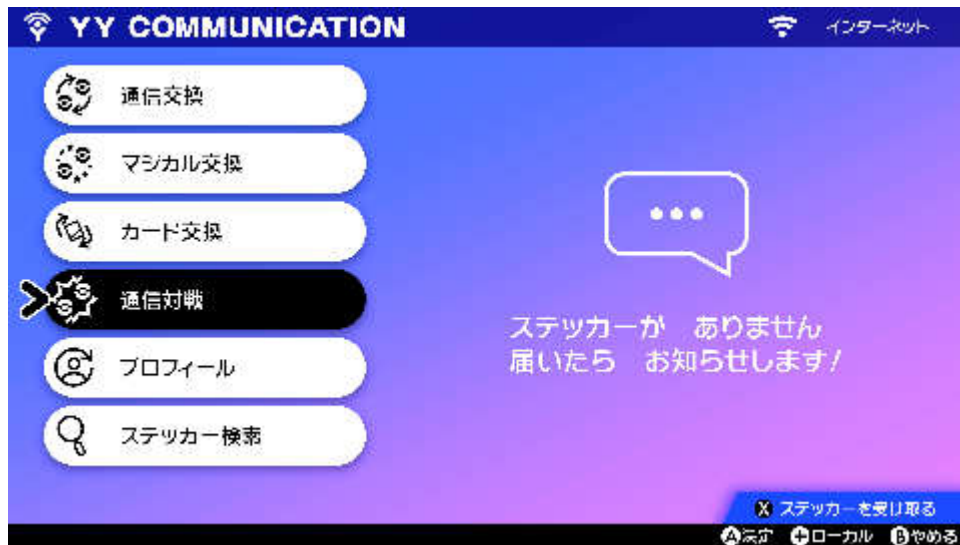 YY COMMUNICATION
インターネット
通信交換
マジカル交換
カード交換
通信対戦
プロフィール
ステッカー検索
ステッカーが ありません
届いたら お知らせします!
X ステッカーを受け取る
A決定 +ローカル Bやめる